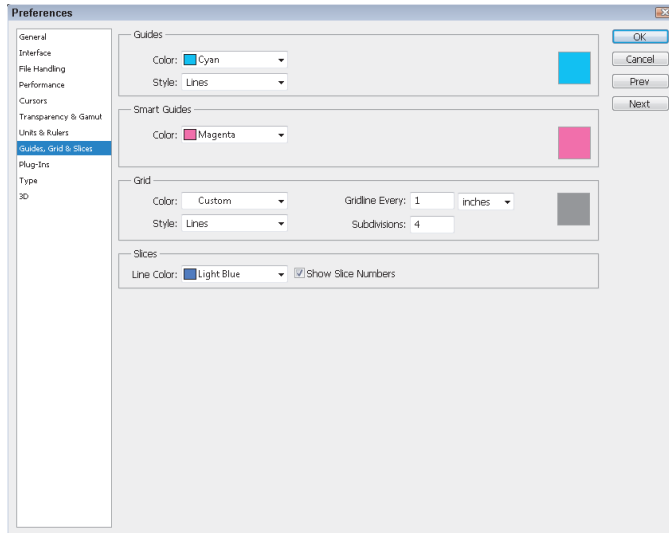 Preferences
General
Interface
File Handling
Performance
Cursors
Transparency & Gamut
Units & Rulers
Guides, Grid & Slices
Plug-Ins
Type
3D
Guides
Color: Cyan
Style: Lines
Smart Guides
Color: Magenta
Grid
Color: Custom Gridline Every: 1 inches
Style: Lines Subdivisions: 4
Slices
Line Color: Light Blue Show Slice Numbers
OK
Cancel
Prev
Next